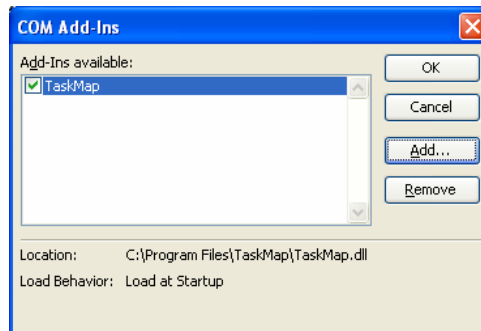 COM Add-Ins
Add-Ins available:
TaskMap
OK
Cancel
Add...
Remove
Location: C:\Program Files\TaskMap\TaskMap.dll
Load Behavior: Load at Startup